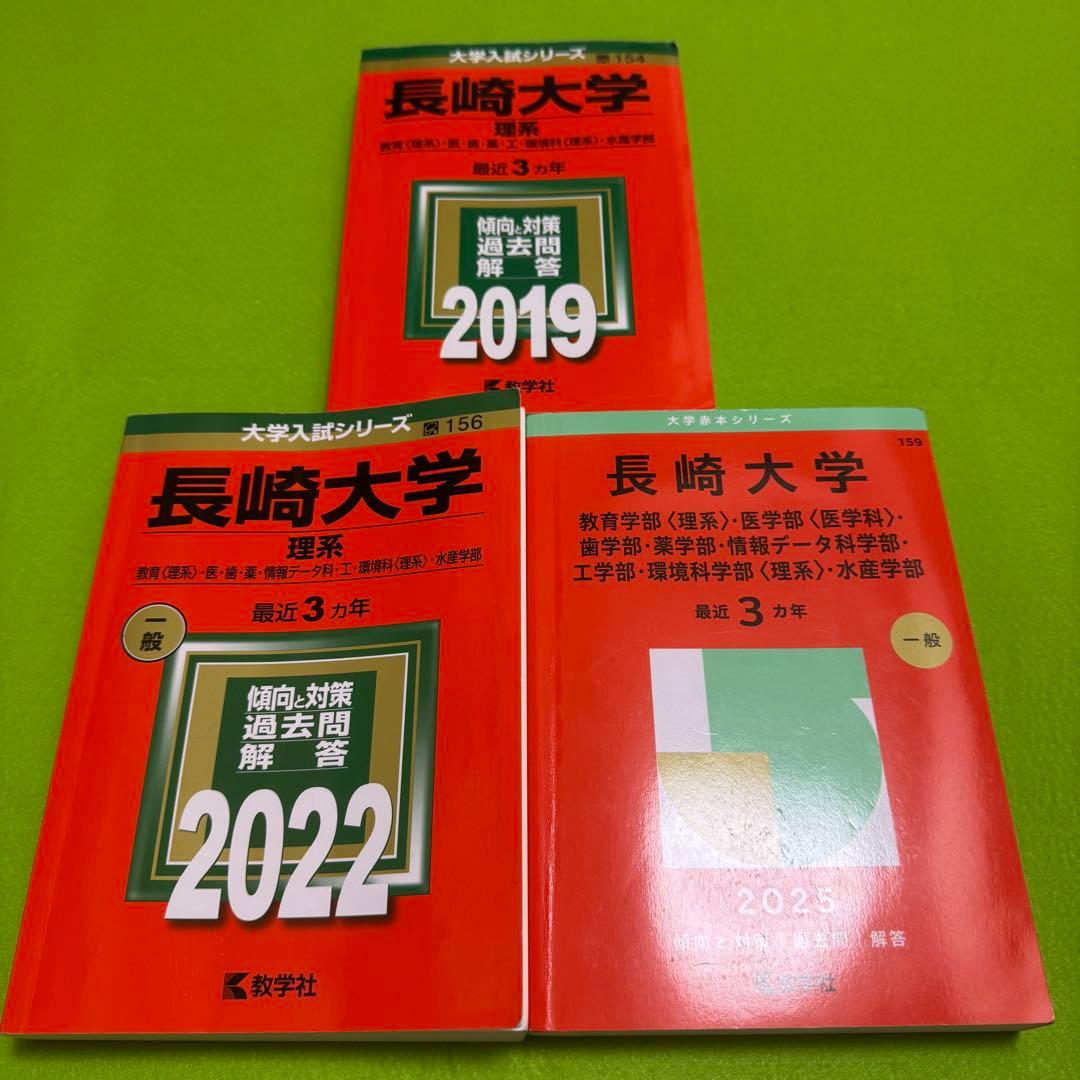 大学入試シリーズ
154
長崎大学
理系
教育〈理系〉・医・歯・薬・工・環境科〈理系〉・水産学部
最近3カ年
傾向と対策
過去問
解答
2019
教学社
大学入試シリーズ
156
長崎大学
理系
教育〈理系〉・医・歯・薬・情報データ科・工・環境科〈理系〉・水産学部
最近3カ年
一般
傾向と対策
過去問
解答
2022
教学社
大学赤本シリーズ
159
長崎大学
教育学部〈理系〉・医学部〈医学科〉・
歯学部・薬学部・情報データ科学部・
工学部・環境科学部〈理系〉・水産学部
最近3カ年
一般
2025
傾向と対策 過去問 解答
教学社